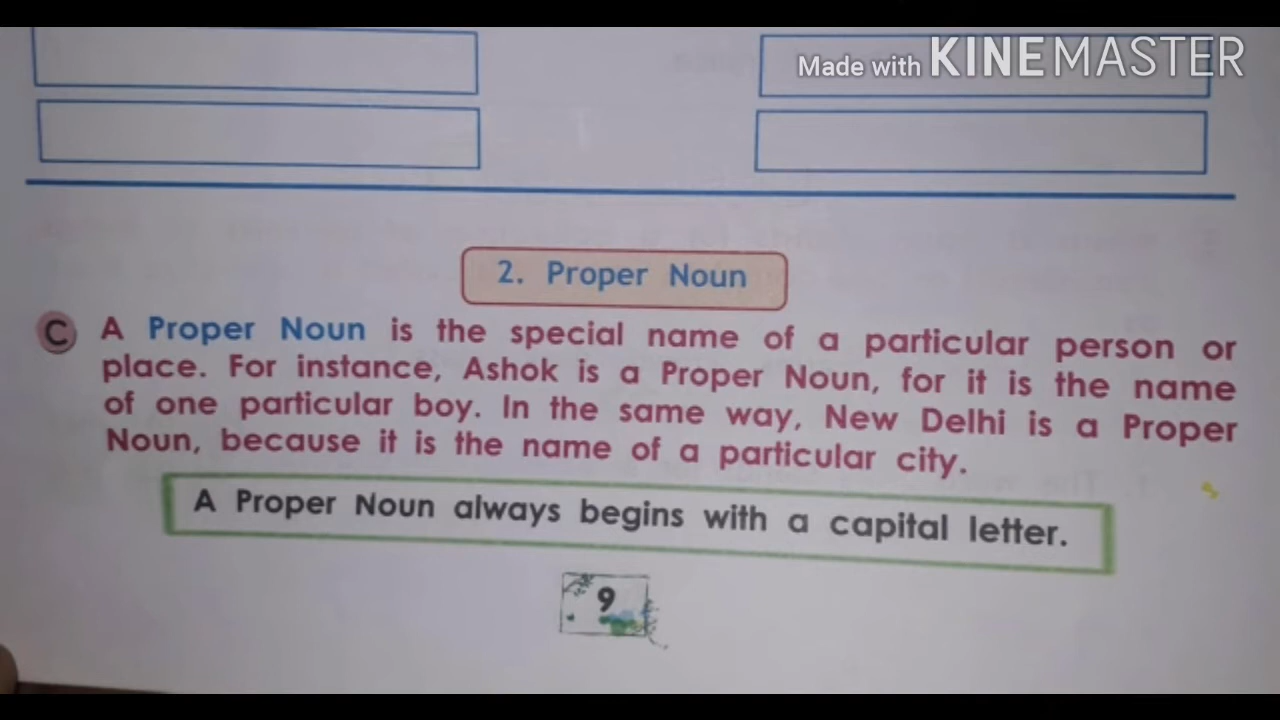 Made with KINEMASTER
2. Proper Noun
C A Proper Noun is the special name of a particular person or
place. For instance, Ashok is a Proper Noun, for it is the name
of one particular boy. In the same way, New Delhi is a Proper
Noun, because it is the name of a particular city.
A Proper Noun always begins with a capital letter.
9